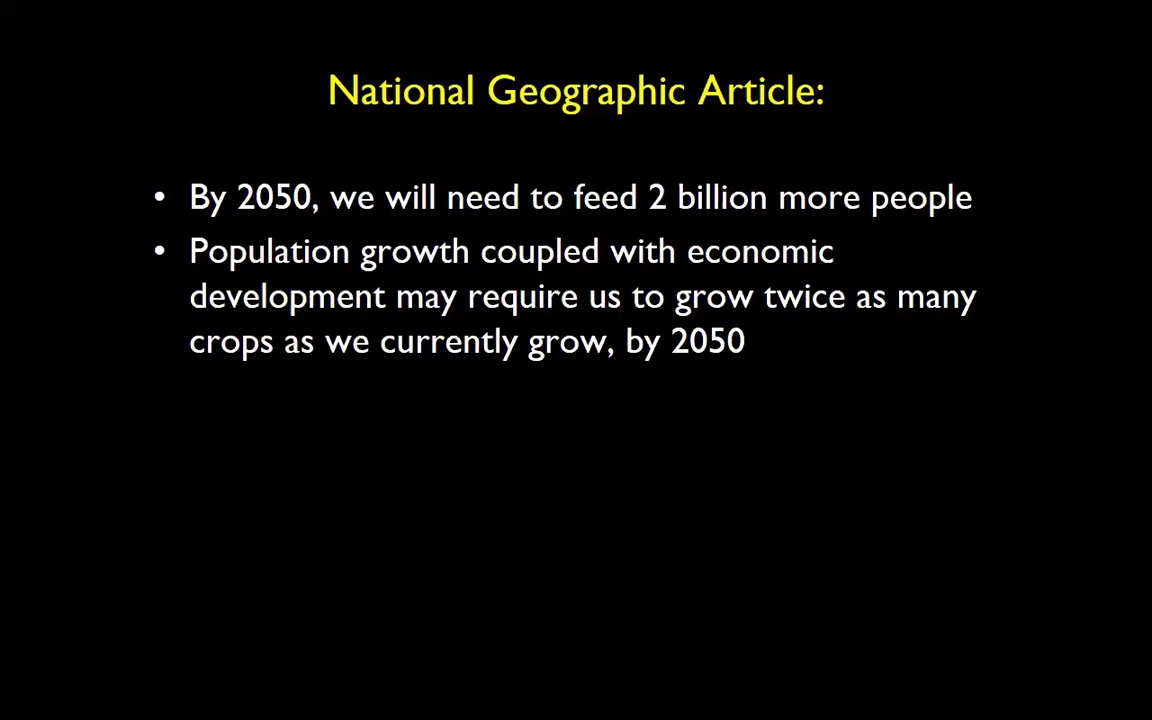 National Geographic Article:
• By 2050, we will need to feed 2 billion more people
• Population growth coupled with economic
development may require us to grow twice as many
crops as we currently grow, by 2050